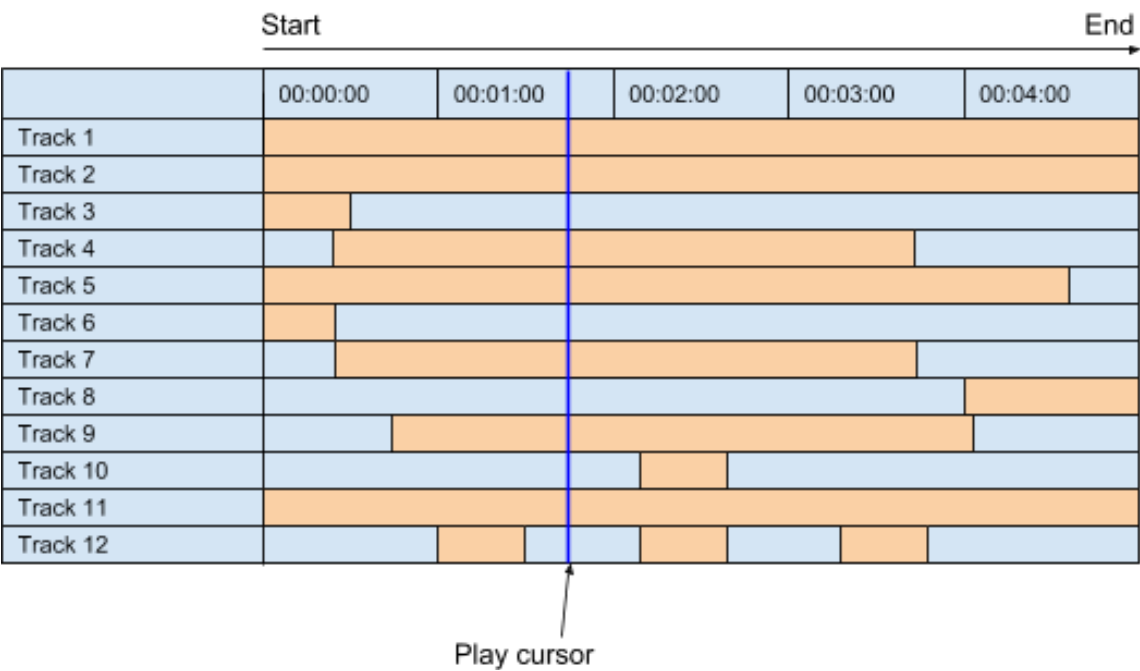 Start End
00:00:00 00:01:00 00:02:00 00:03:00 00:04:00
Track 1
Track 2
Track 3
Track 4
Track 5
Track 6
Track 7
Track 8
Track 9
Track 10
Track 11
Track 12
Play cursor